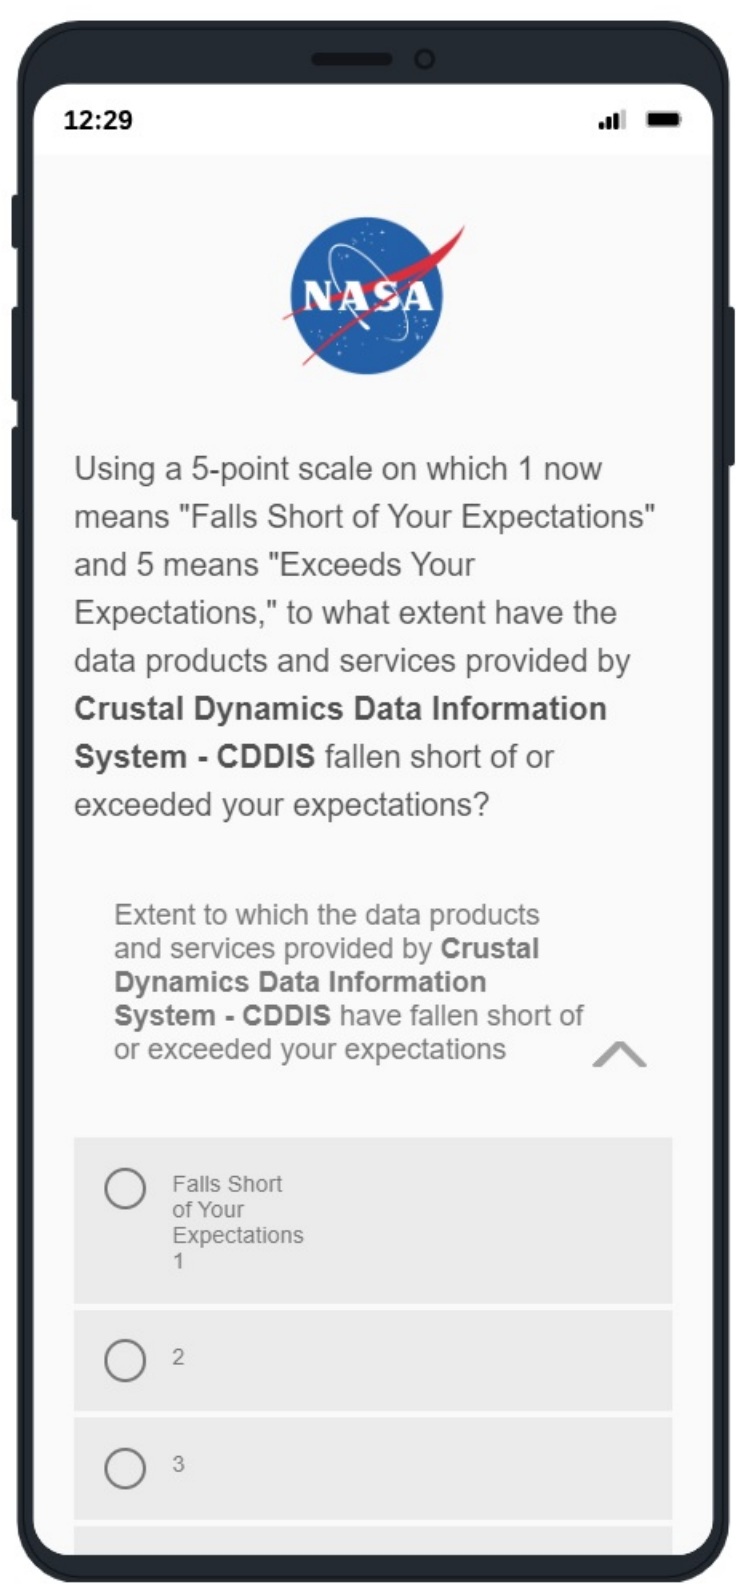 12:29
NASA
Using a 5-point scale on which 1 now
means "Falls Short of Your Expectations"
and 5 means "Exceeds Your
Expectations," to what extent have the
data products and services provided by
Crustal Dynamics Data Information
System - CDDIS fallen short of or
exceeded your expectations?
Extent to which the data products
and services provided by Crustal
Dynamics Data Information
System - CDDIS have fallen short of
or exceeded your expectations
Falls Short
of Your
Expectations
1
2
3